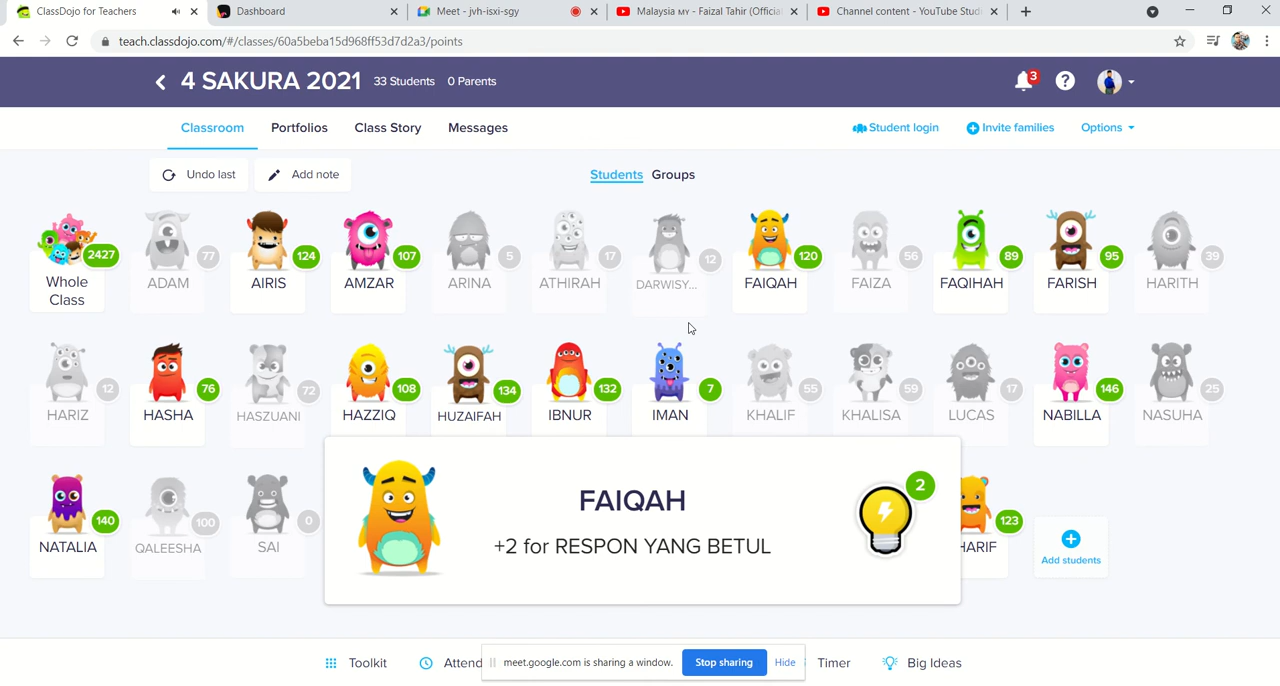 ClassDojo for Teachers
Dashboard
Meet - jvh-isxi-sgy
Malaysia ᴍʏ - Faizal Tahir (Officia
Channel content - YouTube Studi
teach.classdojo.com/#/classes/60a5beba15d968ff53d7d2a3/points
4 SAKURA 2021 33 Students 0 Parents
3
Classroom Portfolios Class Story Messages
Student login Invite families Options
Undo last Add note
Students Groups
2427 77 124 107 5 17 12 120 56 89 95 39
Whole Class ADAM AIRIS AMZAR ARINA ATHIRAH DARWISY... FAIQAH FAIZA FAQIHAH FARISH HARITH
12 76 72 108 134 132 7 55 59 17 146 25
HARIZ HASHA HASZUANI HAZZIQ HUZAIFAH IBNUR IMAN KHALIF KHALISA LUCAS NABILLA NASUHA
140 100 0 123
NATALIA QALEESHA SAI HARIF Add students
2
FAIQAH
+2 for RESPON YANG BETUL
Toolkit Attend Timer Big Ideas
meet.google.com is sharing a window. Stop sharing Hide